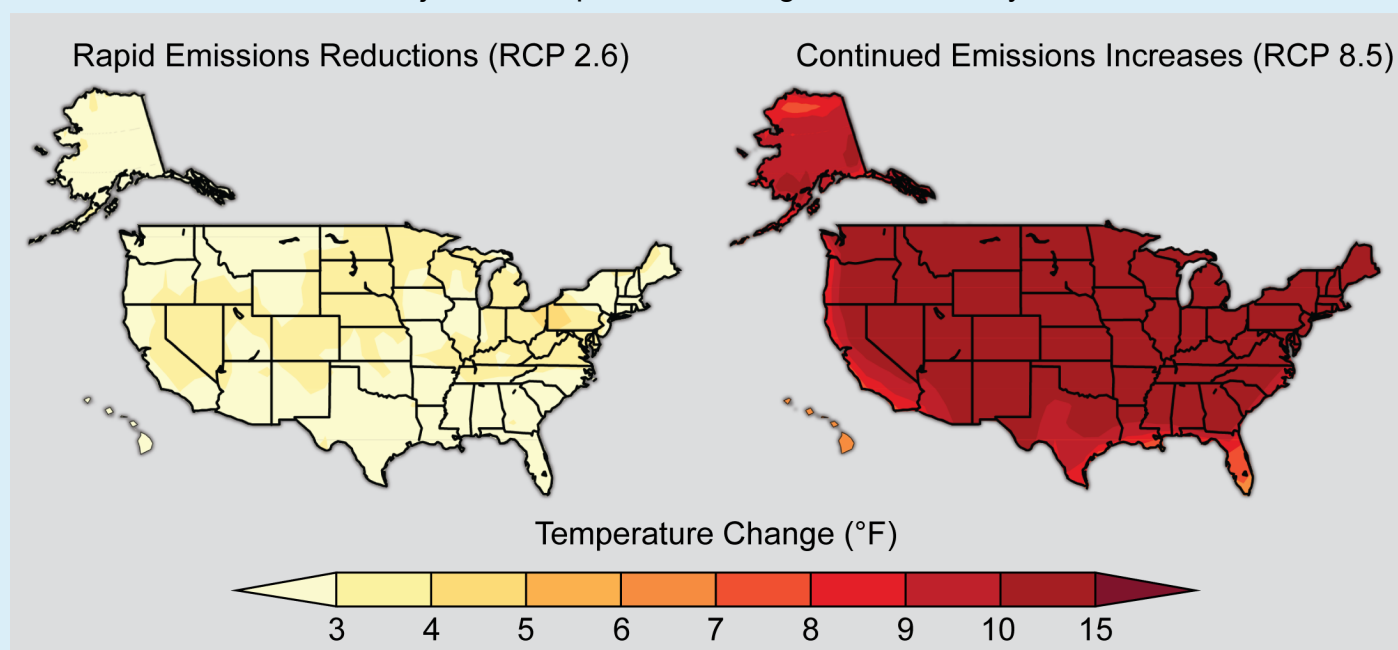 Rapid Emissions Reductions (RCP 2.6)
Continued Emissions Increases (RCP 8.5)
Temperature Change (°F)
3 4 5 6 7 8 9 10 15